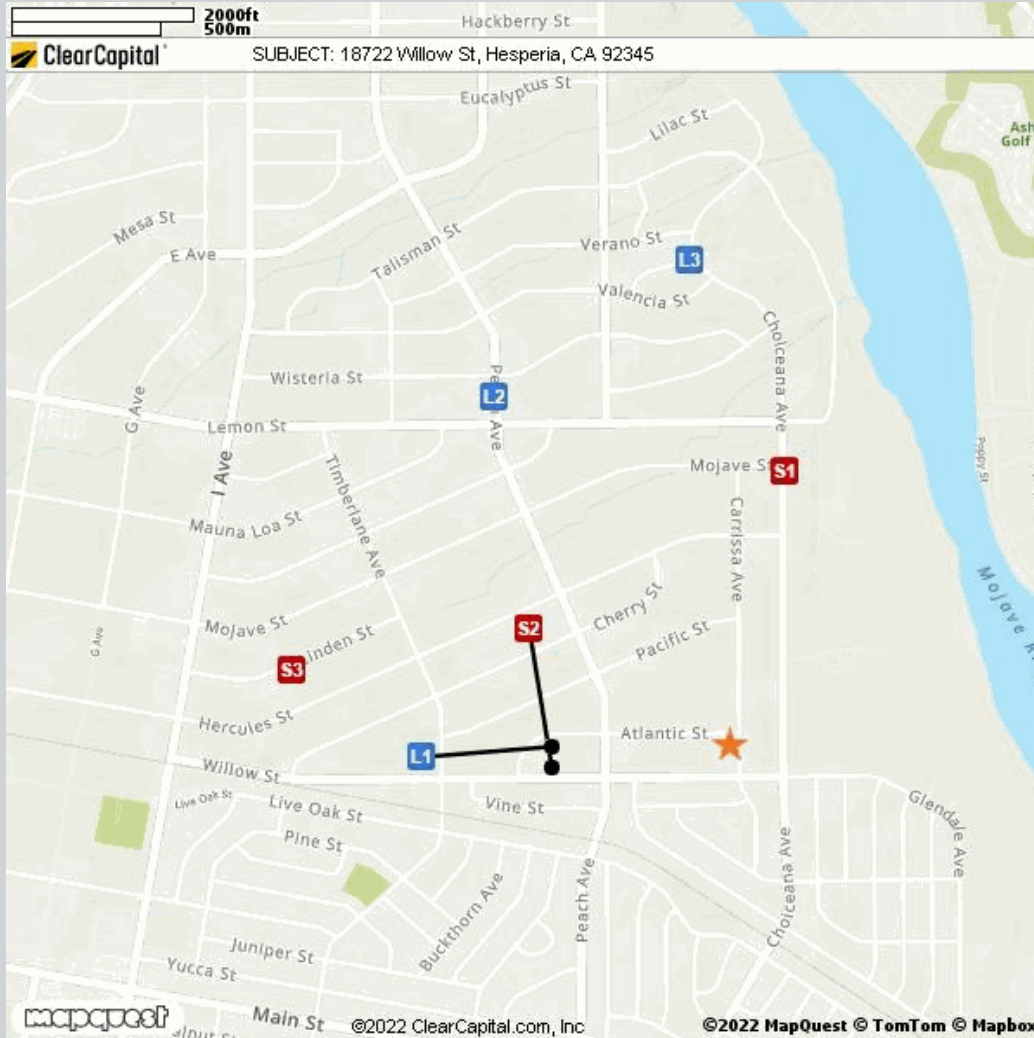 2000ft
500m
Hackberry St
ClearCapital
SUBJECT: 18722 Willow St, Hesperia, CA 92345
Eucalyptus St
Lilac St
Ash
Golf
Mesa St
E Ave
Talisman St
Verano St
L3
Valencia St
Choiceana Ave
Wisteria St
L2
G Ave
Lemon St
Ave
I Ave
Mojave St
S1
Poppy St
Timberlane Ave
Carrissa Ave
Mauna Loa St
Mojave
Cherry St
S2
Mojave St
Linden St
Pacific St
G Ave
S3
Hercules St
Atlantic St
L1
Willow St
Live Oak St
Live Oak St
Vine St
Glendale Ave
Pine St
Buckthorn Ave
Peach Ave
Choiceana Ave
Juniper St
Yucca St
Main St
mapquest
©2022 ClearCapital.com, Inc
©2022 MapQuest © TomTom © Mapbox